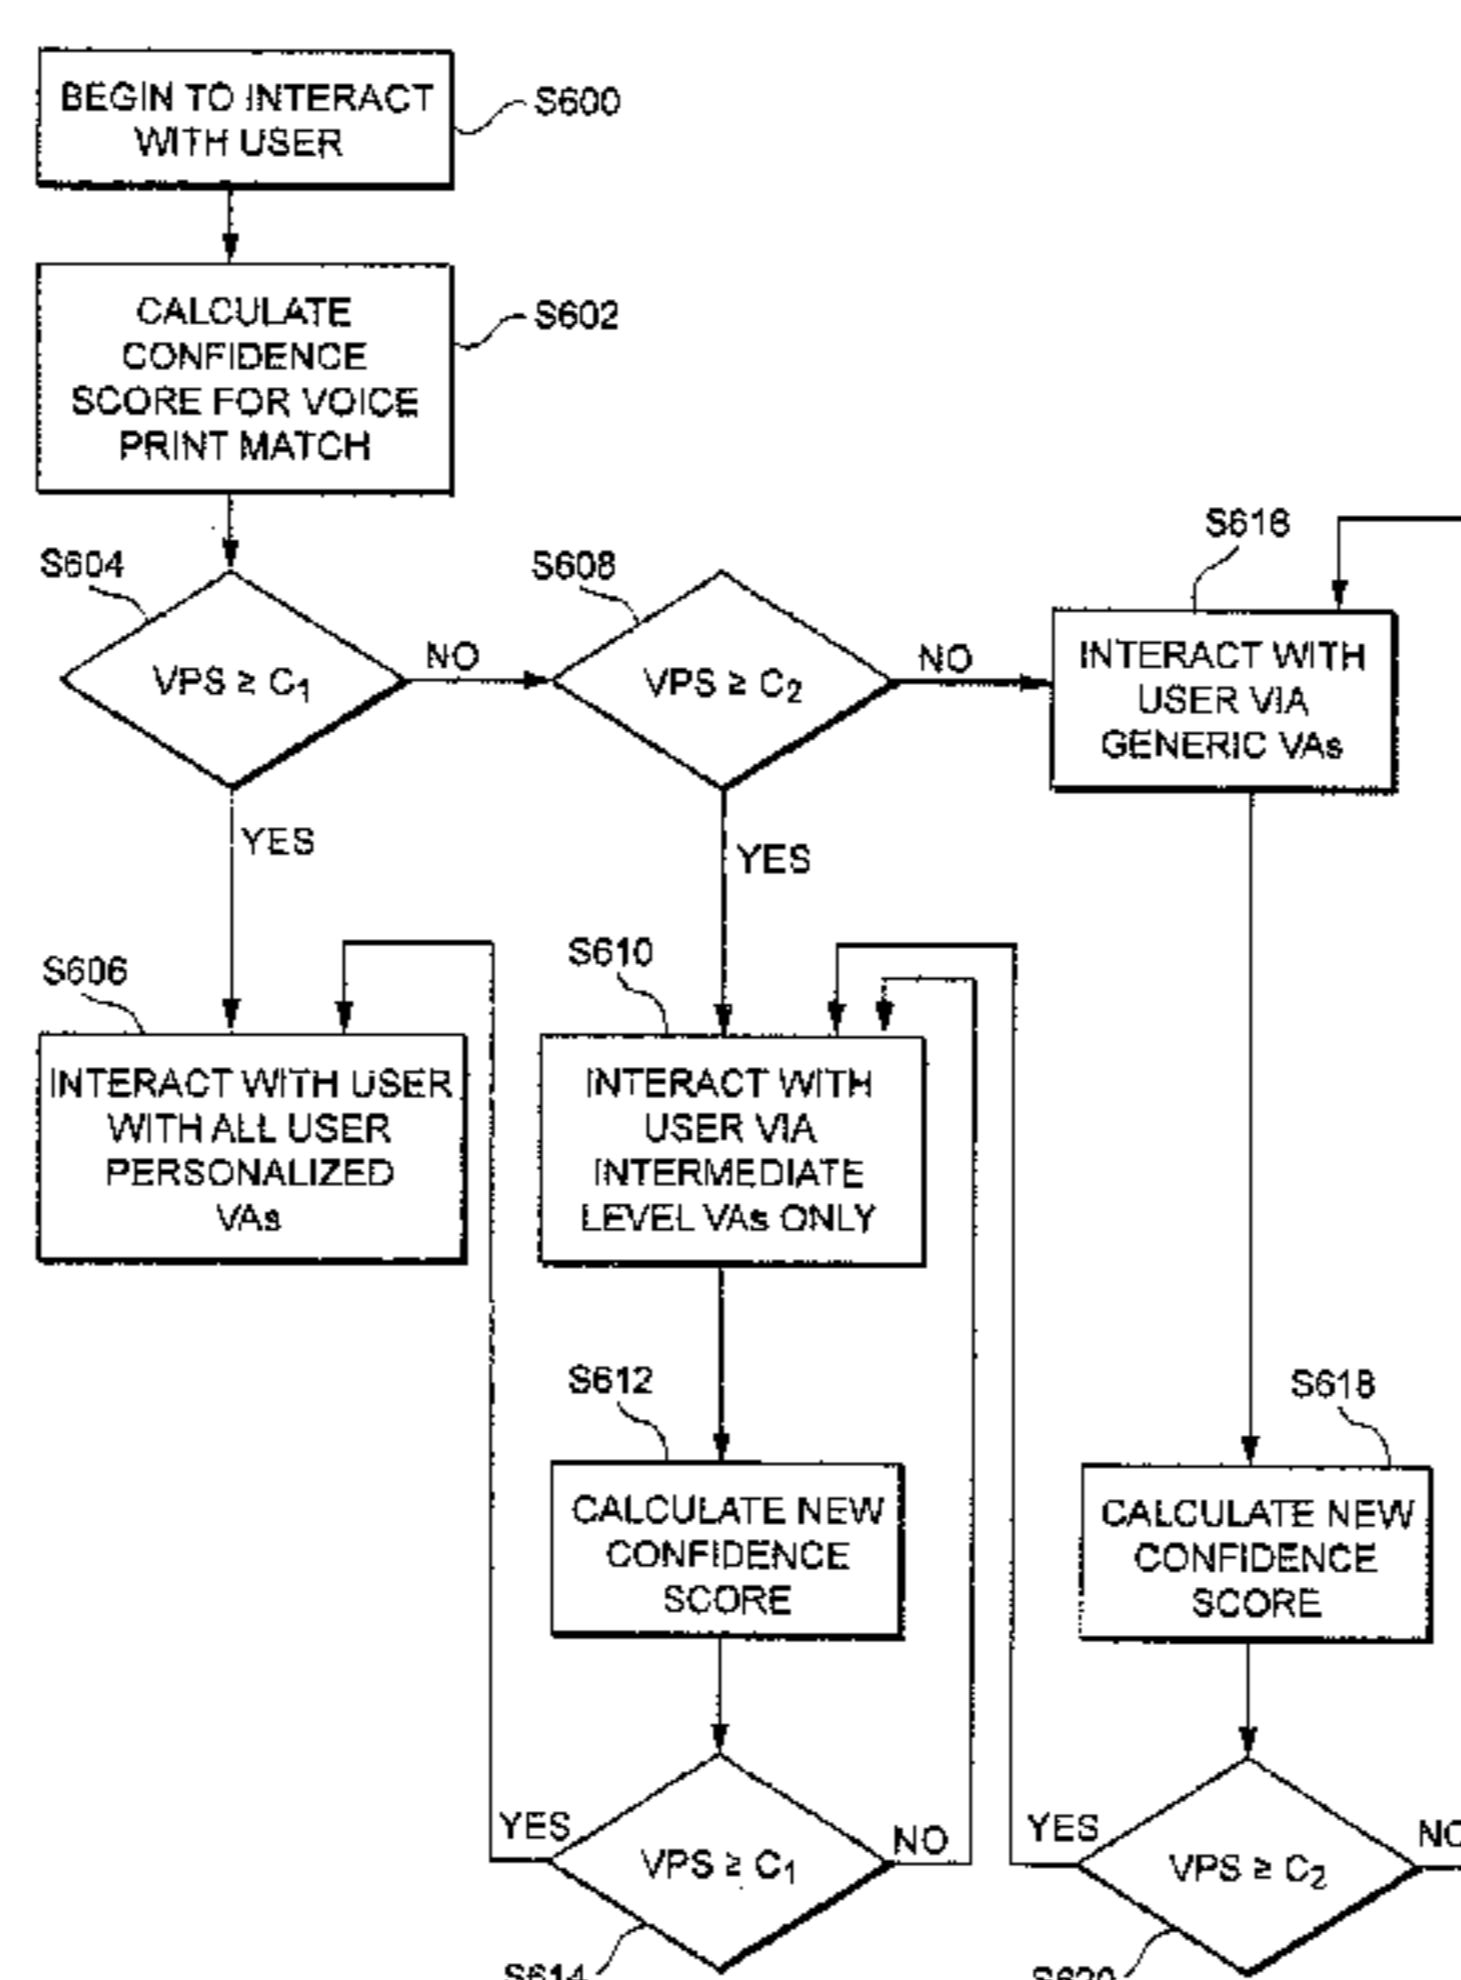 BEGIN TO INTERACT
WITH USER
S600
CALCULATE
CONFIDENCE
SCORE FOR VOICE
PRINT MATCH
S602
S604
VPS ≥ C1
NO
YES
S608
VPS ≥ C2
NO
YES
S616
INTERACT WITH
USER VIA
GENERIC VAs
S606
INTERACT WITH USER
WITH ALL USER
PERSONALIZED
VAs
S610
INTERACT WITH
USER VIA
INTERMEDIATE
LEVEL VAs ONLY
S612
CALCULATE NEW
CONFIDENCE
SCORE
S618
CALCULATE NEW
CONFIDENCE
SCORE
YES
VPS ≥ C1
NO
S614
YES
VPS ≥ C2
NO
S620